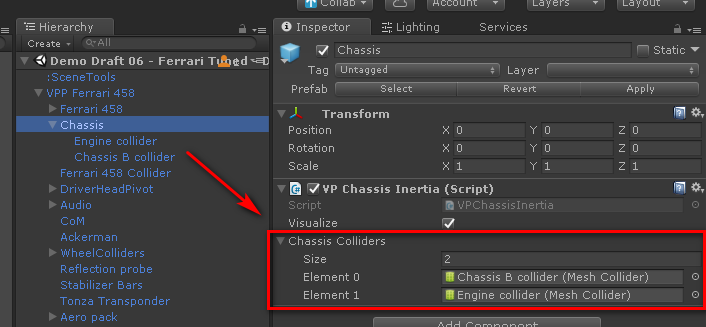 Collab
Account
Layers
Layout
Hierarchy
Create
All
Demo Draft 06 - Ferrari Tuned
:SceneTools
VPP Ferrari 458
Ferrari 458
Chassis
Engine collider
Chassis B collider
Ferrari 458 Collider
DriverHeadPivot
Audio
CoM
Ackerman
WheelColliders
Reflection probe
Stabilizer Bars
Tonza Transponder
Aero pack
Inspector
Lighting
Services
Chassis
Static
Tag Untagged Layer
Prefab Select Revert Apply
Transform
Position X 0 Y 0 Z 0
Rotation X 0 Y 0 Z 0
Scale X 1 Y 1 Z 1
VP Chassis Inertia (Script)
Script VPChassisInertia
Visualize
Chassis Colliders
Size 2
Element 0 Chassis B collider (Mesh Collider)
Element 1 Engine collider (Mesh Collider)
Add Component